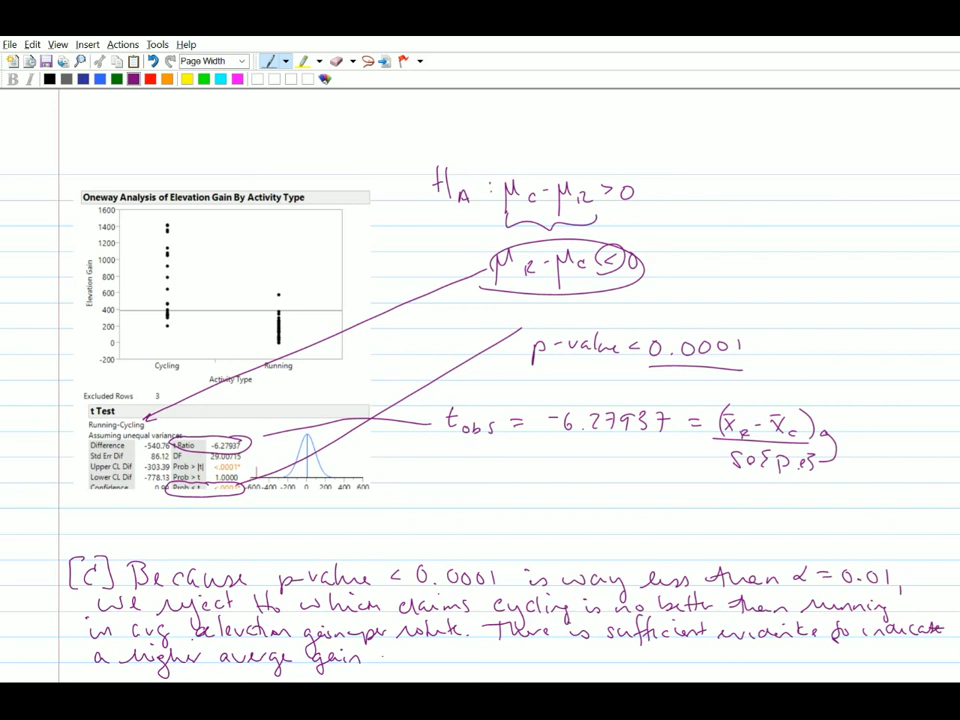 File Edit View Insert Actions Tools Help
Page Width
B I
H_A : μ_C - μ_R > 0
Oneway Analysis of Elevation Gain By Activity Type
1600
1400
1200
1000
800
600
400
200
0
-200
Elevation Gain
Cycling Running
Activity Type
μ_R - μ_C < 0
p-value < 0.0001
Excluded Rows 3
t Test
Running-Cycling
Assuming unequal variances
Difference -540.76 t Ratio -6.27937
Std Err Dif 86.12 DF 29.00715
Upper CL Dif -303.39 Prob > |t| <.0001*
Lower CL Dif -778.13 Prob > t 1.0000
Confidence 0.99 Prob < t <.0001*
-600 -400 -200 0 200 400 600
t_obs = -6.27937 = (x̄_R - x̄_C)
[C] Because p-value < 0.0001 is way less than α = 0.01,
we reject H₀ which claims cycling is no better than running
in avg elevation gain per
There is sufficient evidence to indicate
a higher averge gain